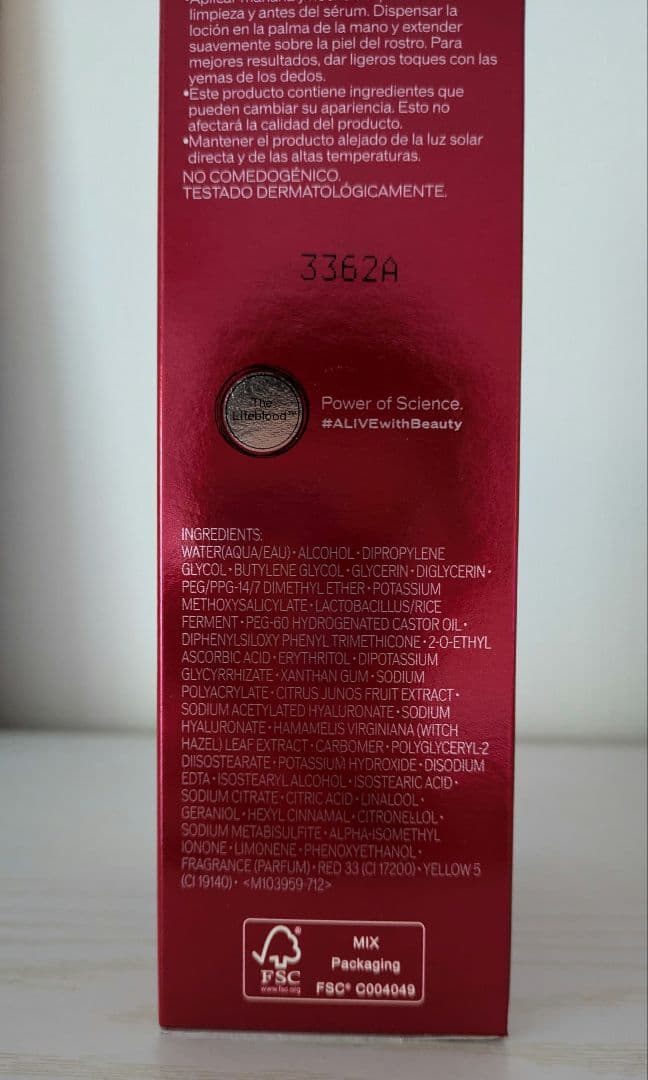 limpieza y antes del sérum. Dispensar la
loción en la palma de la mano y extender
suavemente sobre la piel del rostro. Para
mejores resultados, dar ligeros toques con las
yemas de los dedos.
•Este producto contiene ingredientes que
pueden cambiar su apariencia. Esto no
afectará la calidad del producto.
•Mantener el producto alejado de la luz solar
directa y de las altas temperaturas.
NO COMEDOGÉNICO.
TESTADO DERMATOLÓGICAMENTE.
3362A
The
Lifeblood™
Power of Science.
#ALIVEwithBeauty
INGREDIENTS:
WATER(AQUA/EAU)・ALCOHOL・DIPROPYLENE
GLYCOL・BUTYLENE GLYCOL・GLYCERIN・DIGLYCERIN・
PEG/PPG-14/7 DIMETHYL ETHER・POTASSIUM
METHOXYSALICYLATE・LACTOBACILLUS/RICE
FERMENT・PEG-60 HYDROGENATED CASTOR OIL・
DIPHENYLSILOXY PHENYL TRIMETHICONE・2-O-ETHYL
ASCORBIC ACID・ERYTHRITOL・DIPOTASSIUM
GLYCYRRHIZATE・XANTHAN GUM・SODIUM
POLYACRYLATE・CITRUS JUNOS FRUIT EXTRACT・
SODIUM ACETYLATED HYALURONATE・SODIUM
HYALURONATE・HAMAMELIS VIRGINIANA (WITCH
HAZEL) LEAF EXTRACT・CARBOMER・POLYGLYCERYL-2
DIISOSTEARATE・POTASSIUM HYDROXIDE・DISODIUM
EDTA・ISOSTEARYL ALCOHOL・ISOSTEARIC ACID・
SODIUM CITRATE・CITRIC ACID・LINALOOL・
GERANIOL・HEXYL CINNAMAL・CITRONELLOL・
SODIUM METABISULFITE・ALPHA-ISOMETHYL
IONONE・LIMONENE・PHENOXYETHANOL・
FRAGRANCE (PARFUM)・RED 33 (CI 17200)・YELLOW 5
(CI 19140)・ <M103959-712>
FSC
www.fsc.org
MIX
Packaging
FSC® C004049